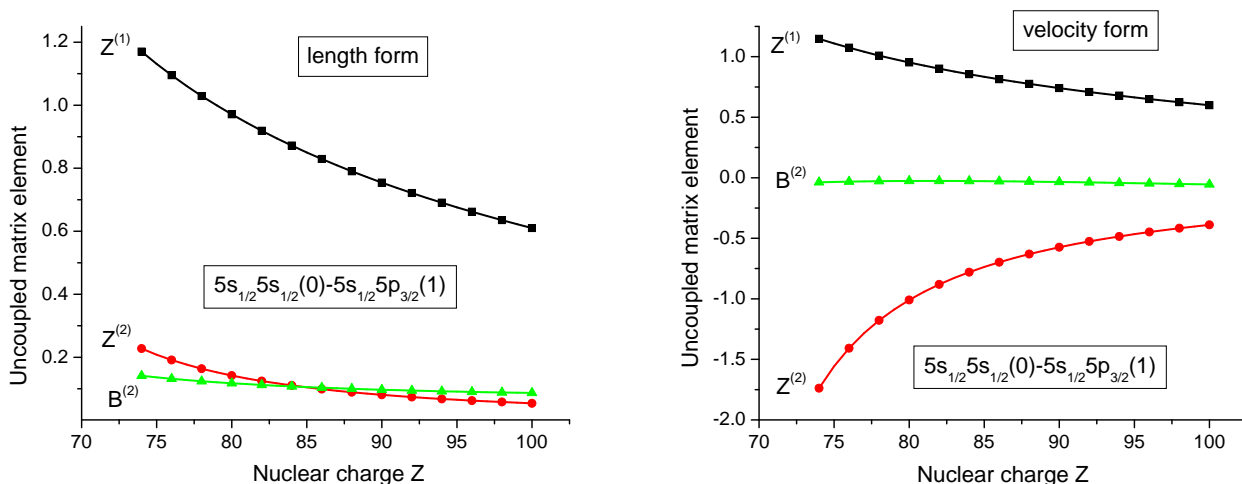 1.2
1.0
0.8
0.6
0.4
0.2
Uncoupled matrix element
Z(1)
length form
5s1/25s1/2(0)-5s1/25p3/2(1)
Z(2)
B(2)
70 75 80 85 90 95 100
Nuclear charge Z
1.0
0.5
0.0
-0.5
-1.0
-1.5
-2.0
Uncoupled matrix element
Z(1)
velocity form
B(2)
5s1/25s1/2(0)-5s1/25p3/2(1)
Z(2)
70 75 80 85 90 95 100
Nuclear charge Z